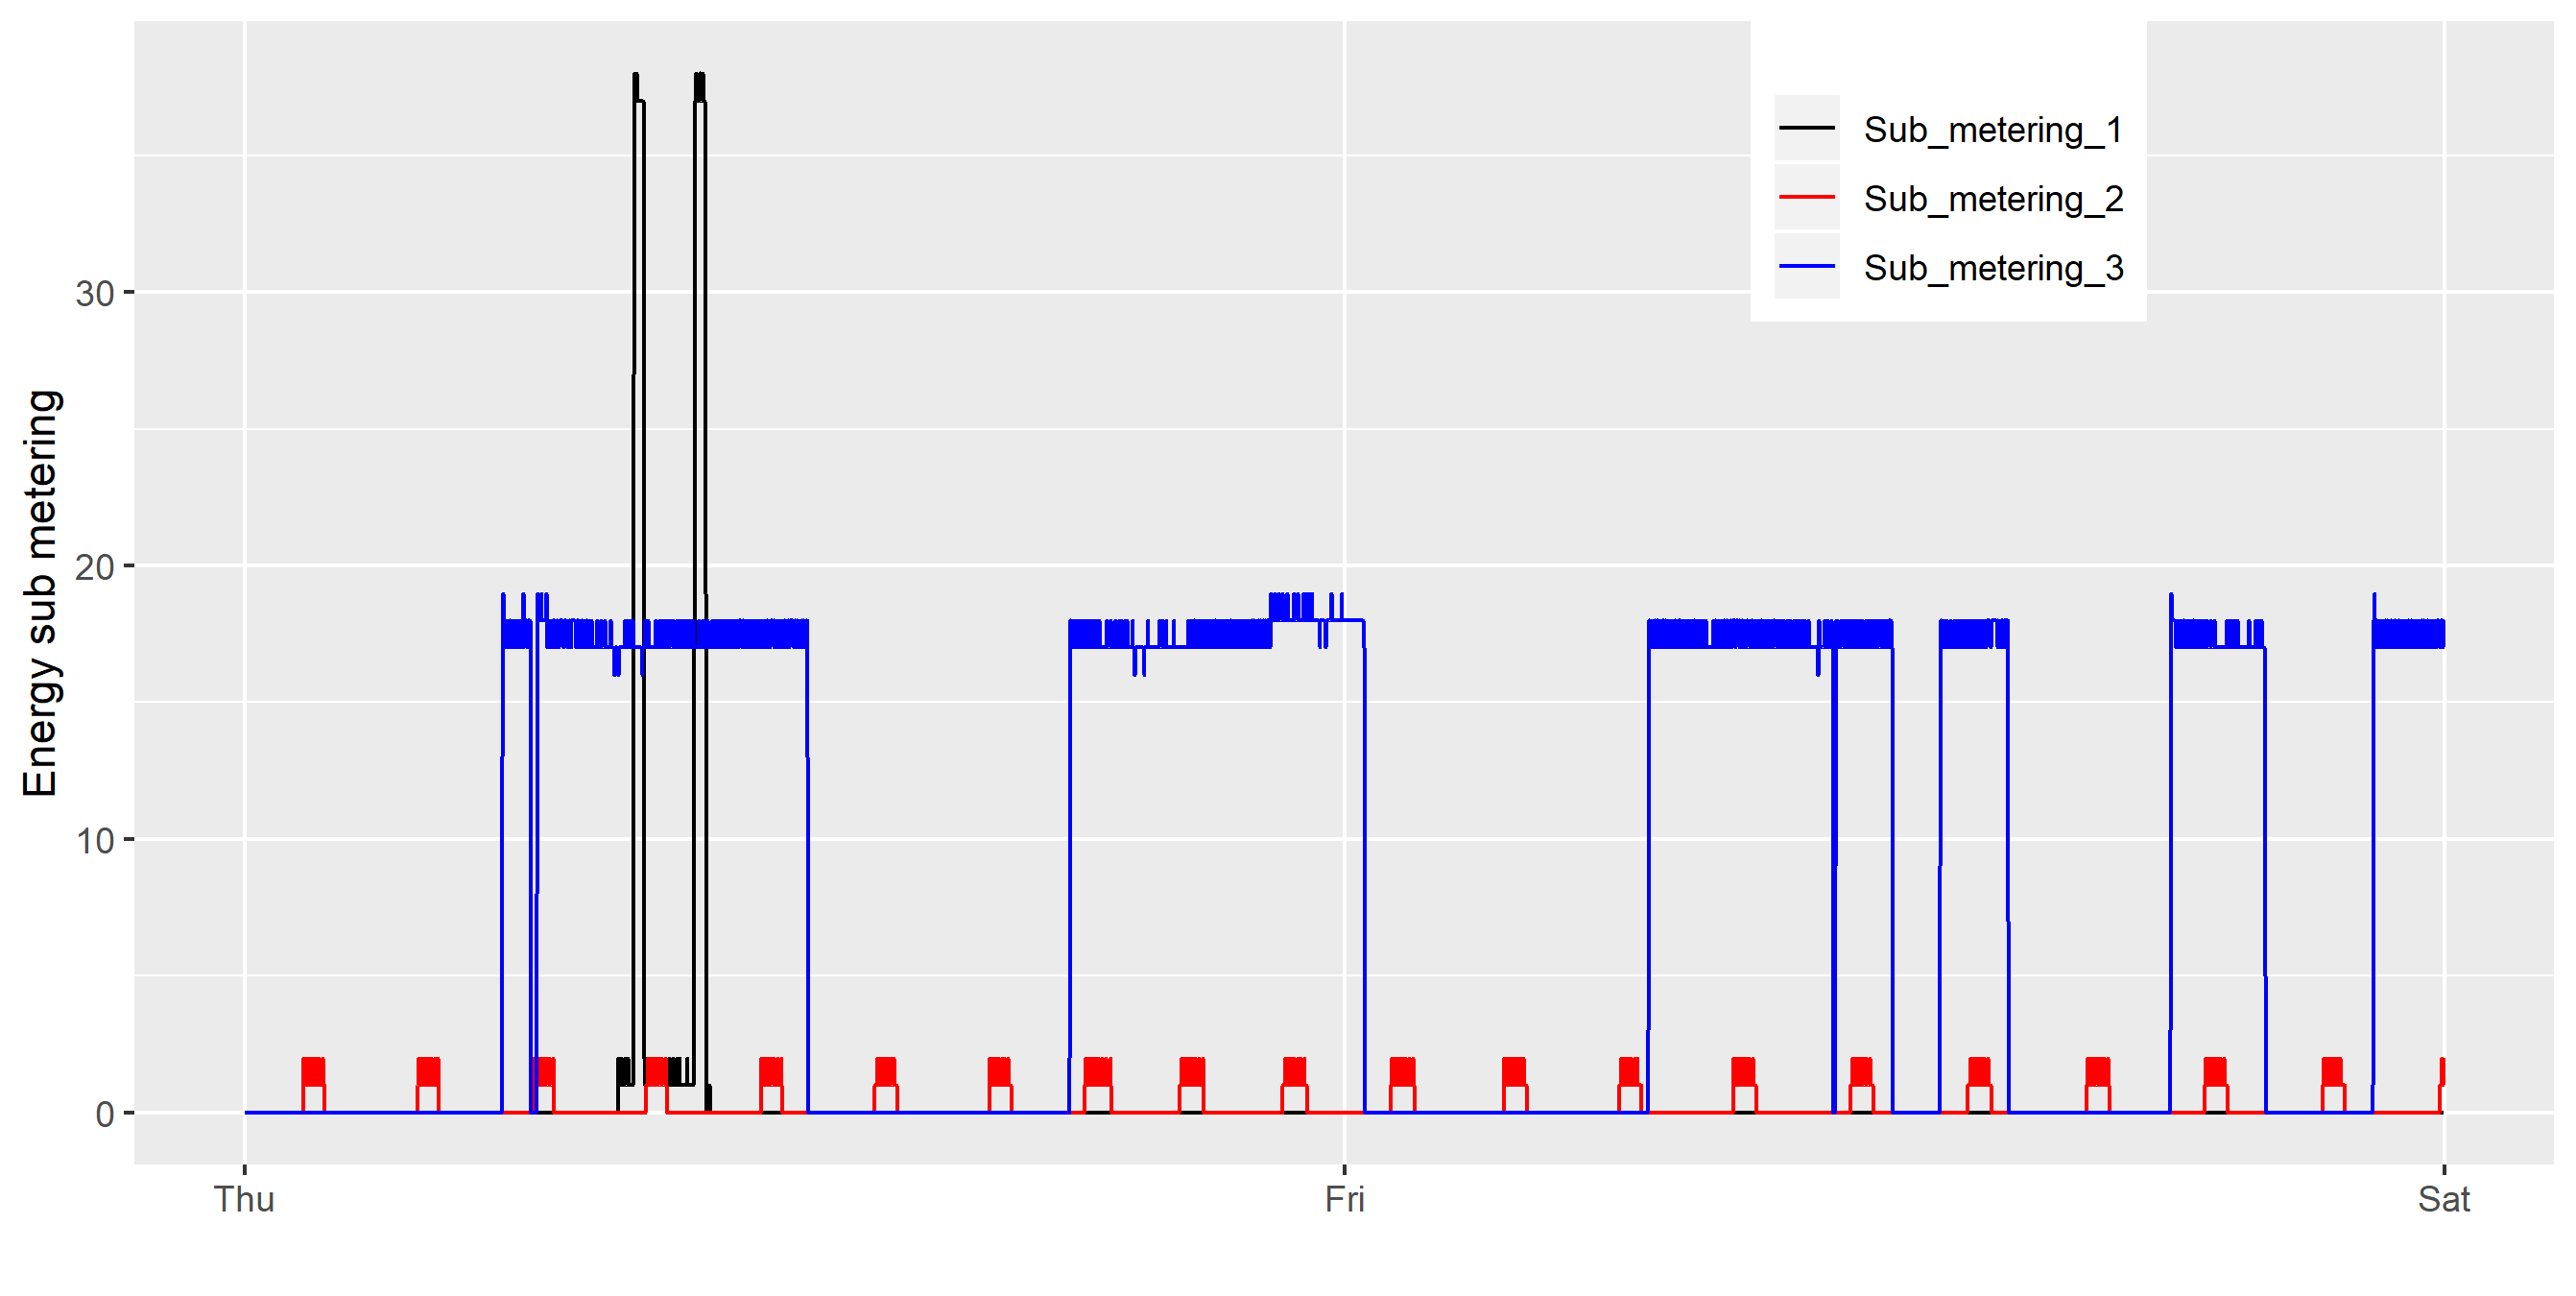 Sub_metering_1
Sub_metering_2
Sub_metering_3
30
20
10
0
Energy sub metering
Thu Fri Sat